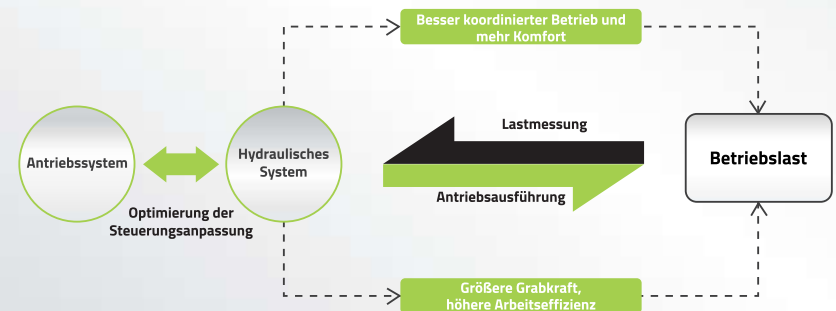 Besser koordinierter Betrieb und
mehr Komfort
Antriebssystem
Hydraulisches
System
Optimierung der
Steuerungsanpassung
Lastmessung
Antriebsausführung
Betriebslast
Größere Grabkraft,
höhere Arbeitseffizienz